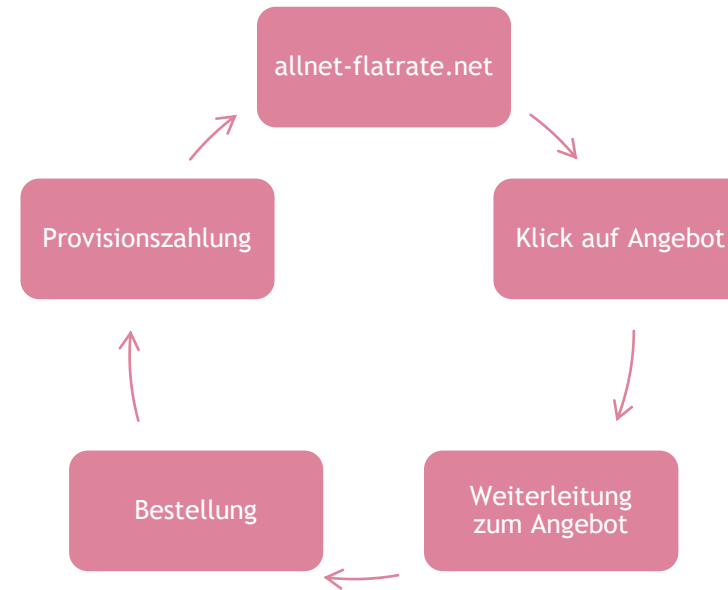 allnet-flatrate.net
Klick auf Angebot
Weiterleitung
zum Angebot
Bestellung
Provisionszahlung